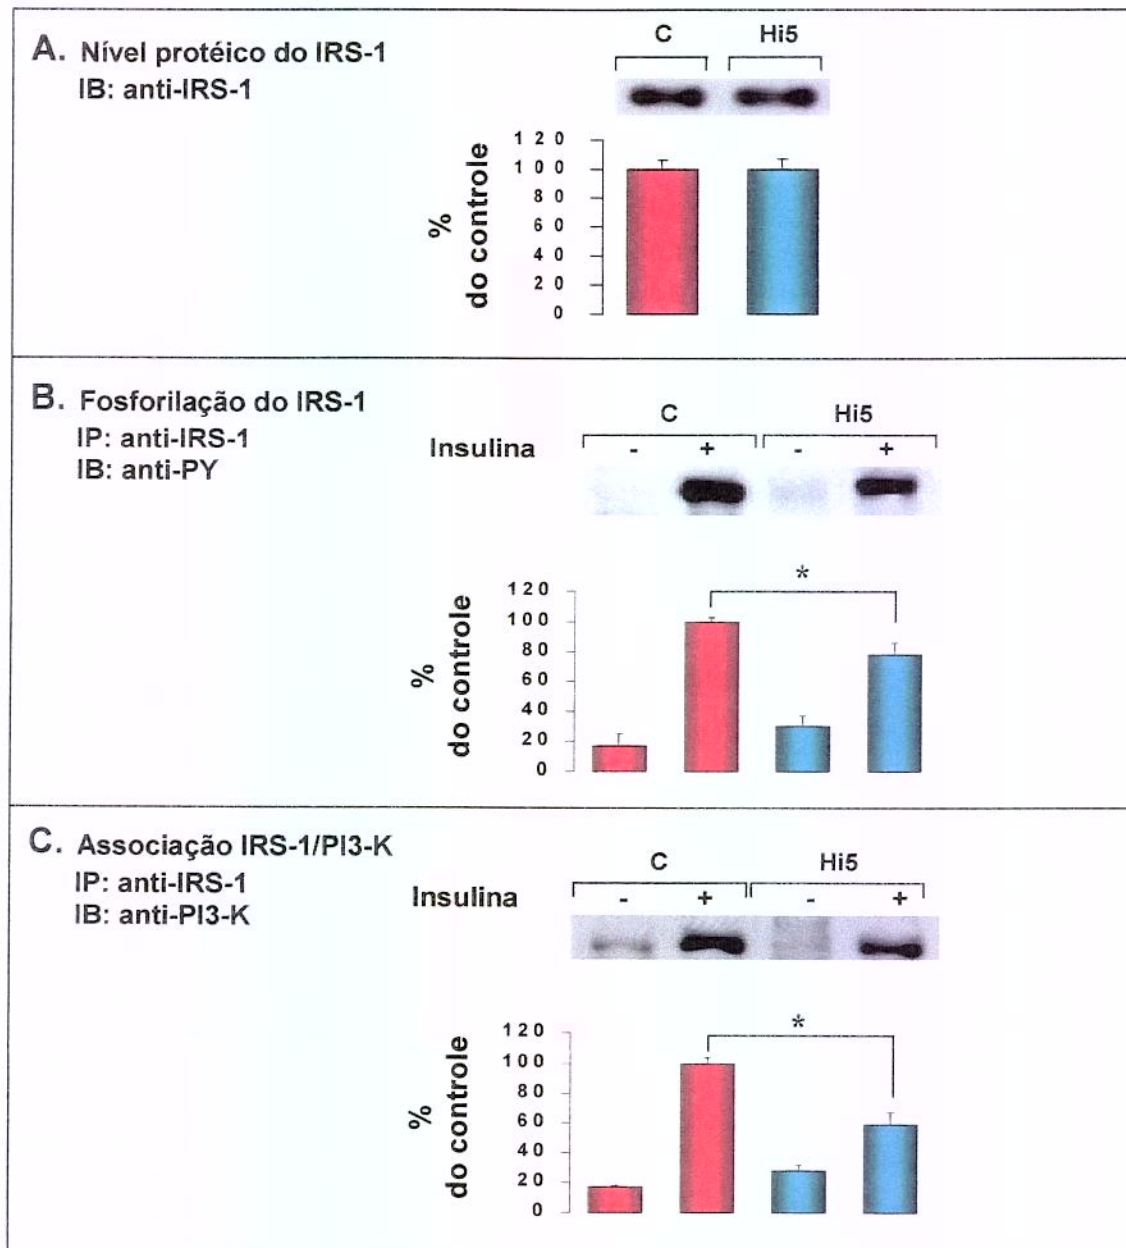 A. Nível protéico do IRS-1
IB: anti-IRS-1
C Hi5
%
do controle
120
100
80
60
40
20
0
B. Fosforilação do IRS-1
IP: anti-IRS-1
IB: anti-PY
C Hi5
Insulina - + - +
*
%
do controle
120
100
80
60
40
20
0
C. Associação IRS-1/PI3-K
IP: anti-IRS-1
IB: anti-PI3-K
C Hi5
Insulina - + - +
*
%
do controle
120
100
80
60
40
20
0